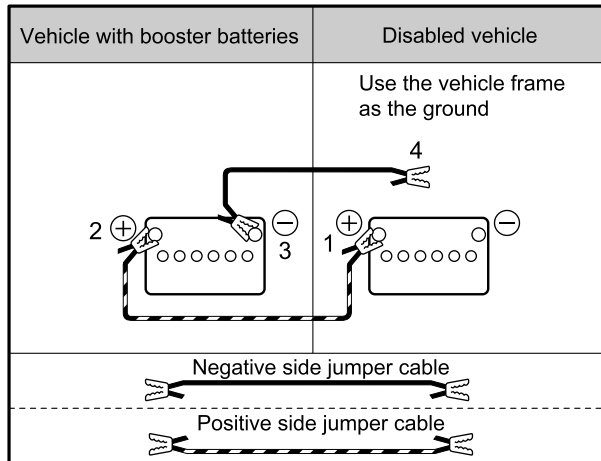 Vehicle with booster batteries
Disabled vehicle
Use the vehicle frame
as the ground
4
2 +
− 3
1 +
−
Negative side jumper cable
Positive side jumper cable